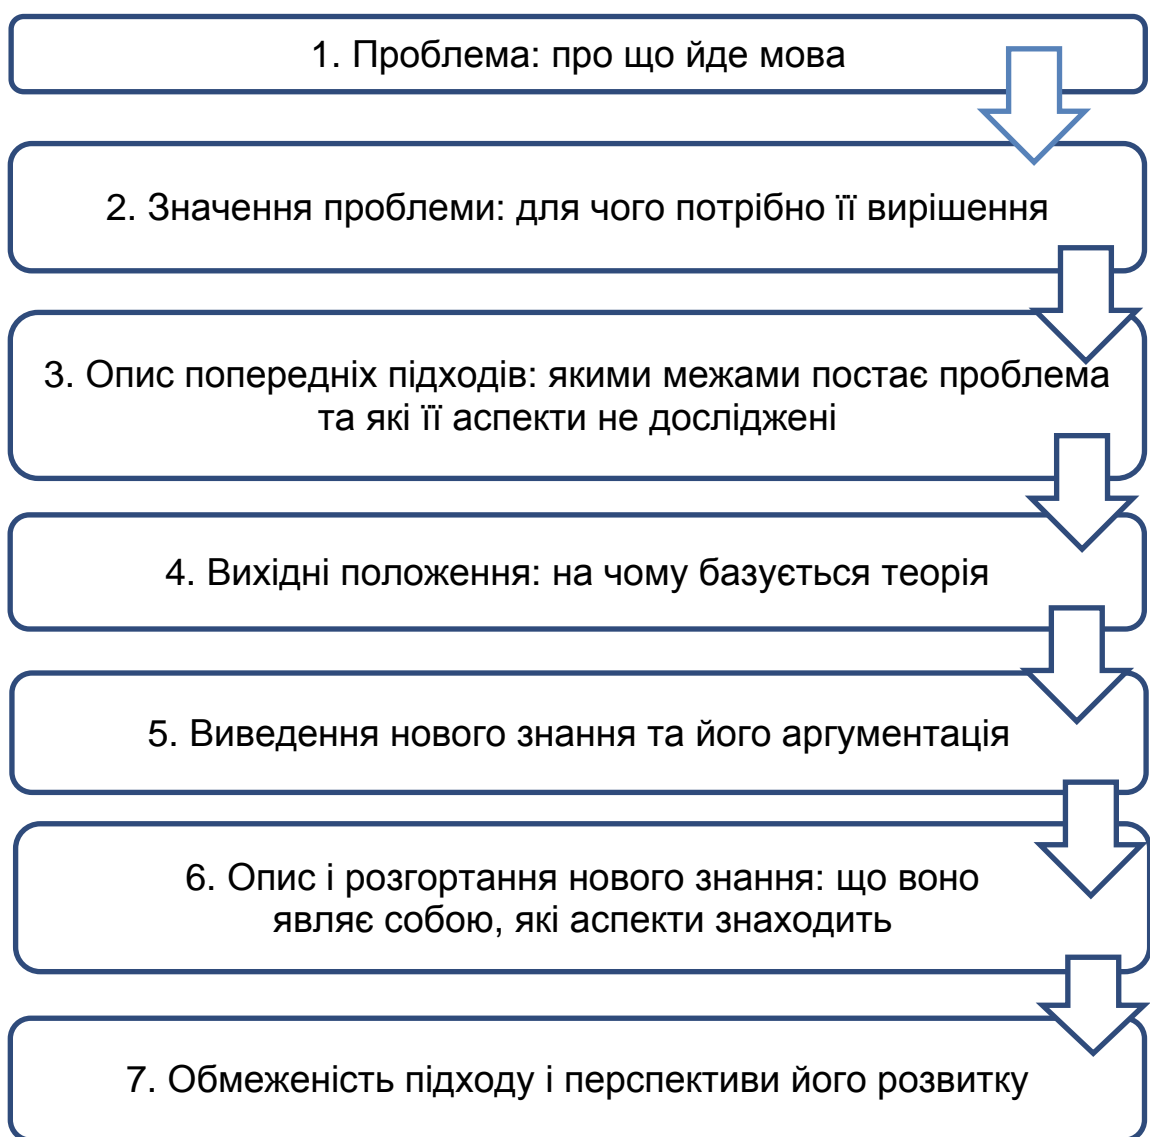 1. Проблема: про що йде мова
2. Значення проблеми: для чого потрібно її вирішення
3. Опис попередніх підходів: якими межами постає проблема
та які її аспекти не досліджені
4. Вихідні положення: на чому базується теорія
5. Виведення нового знання та його аргументація
6. Опис і розгортання нового знання: що воно
являє собою, які аспекти знаходить
7. Обмеженість підходу і перспективи його розвитку